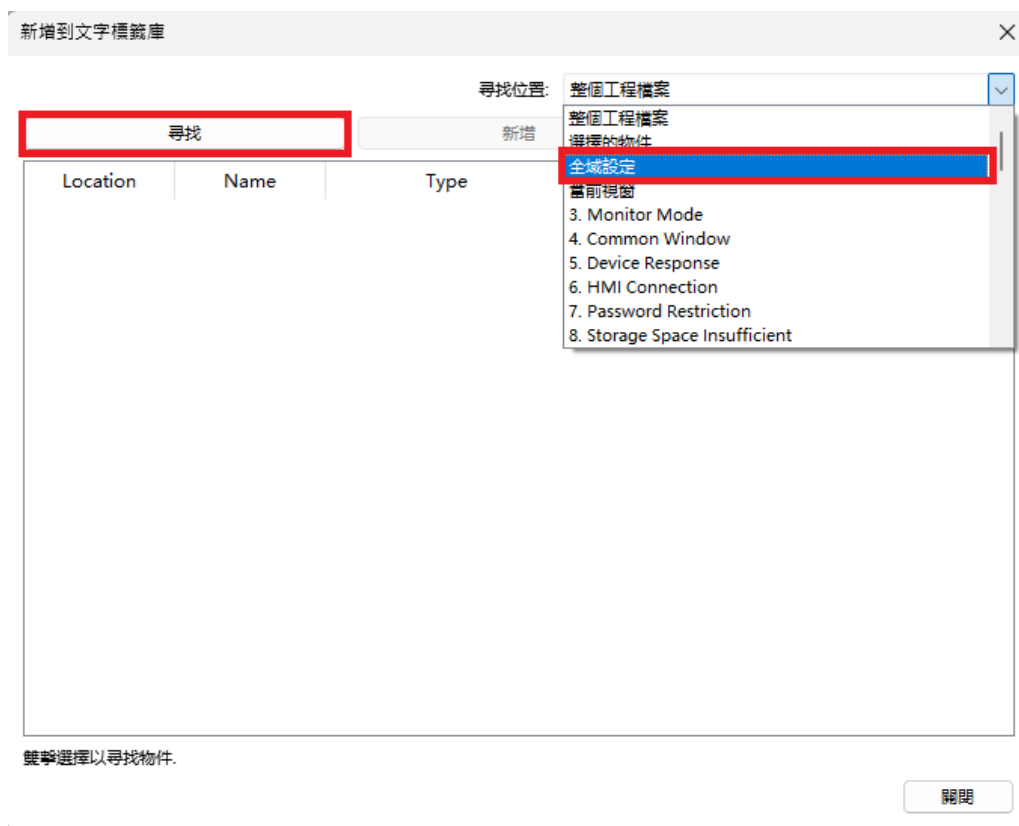 新增到文字標籤庫
尋找位置: 整個工程檔案
尋找 新增
整個工程檔案
選擇的物件
全域設定
當前視窗
3. Monitor Mode
4. Common Window
5. Device Response
6. HMI Connection
7. Password Restriction
8. Storage Space Insufficient
Location Name Type
雙擊選擇以尋找物件.
關閉